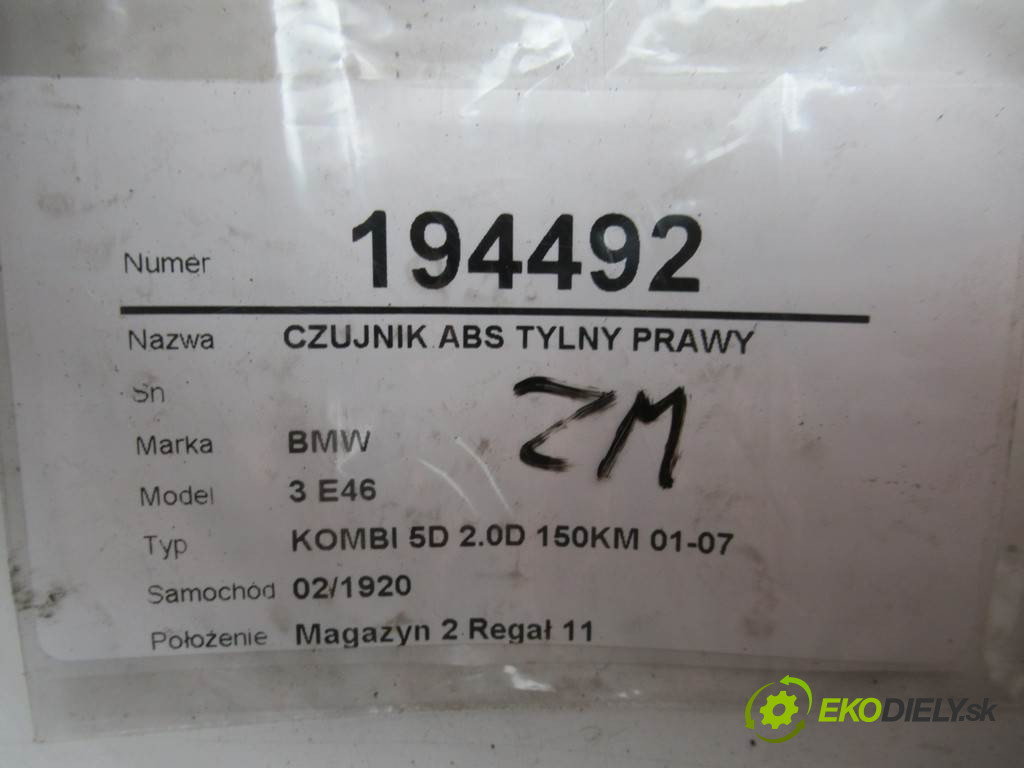 Numer 194492
Nazwa CZUJNIK ABS TYLNY PRAWY
Sn
ZM
Marka BMW
Model 3 E46
Typ KOMBI 5D 2.0D 150KM 01-07
Samochód 02/1920
Położenie Magazyn 2 Regał 11
EKODIELY.sk